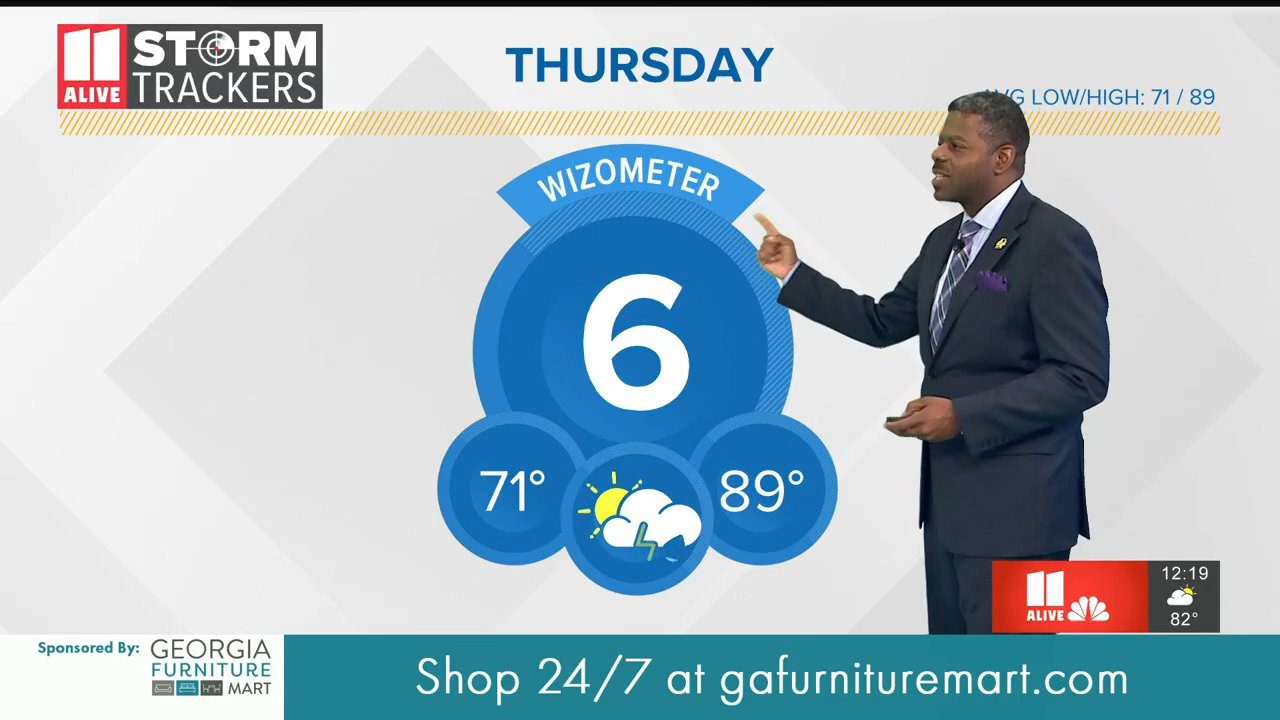 11 ALIVE
STORM
TRACKERS
THURSDAY
AVG LOW/HIGH: 71 / 89
WIZOMETER
6
71°
89°
12:19
11 ALIVE
82°
Sponsored By:
GEORGIA
FURNITURE
MART
Shop 24/7 at gafurnituremart.com